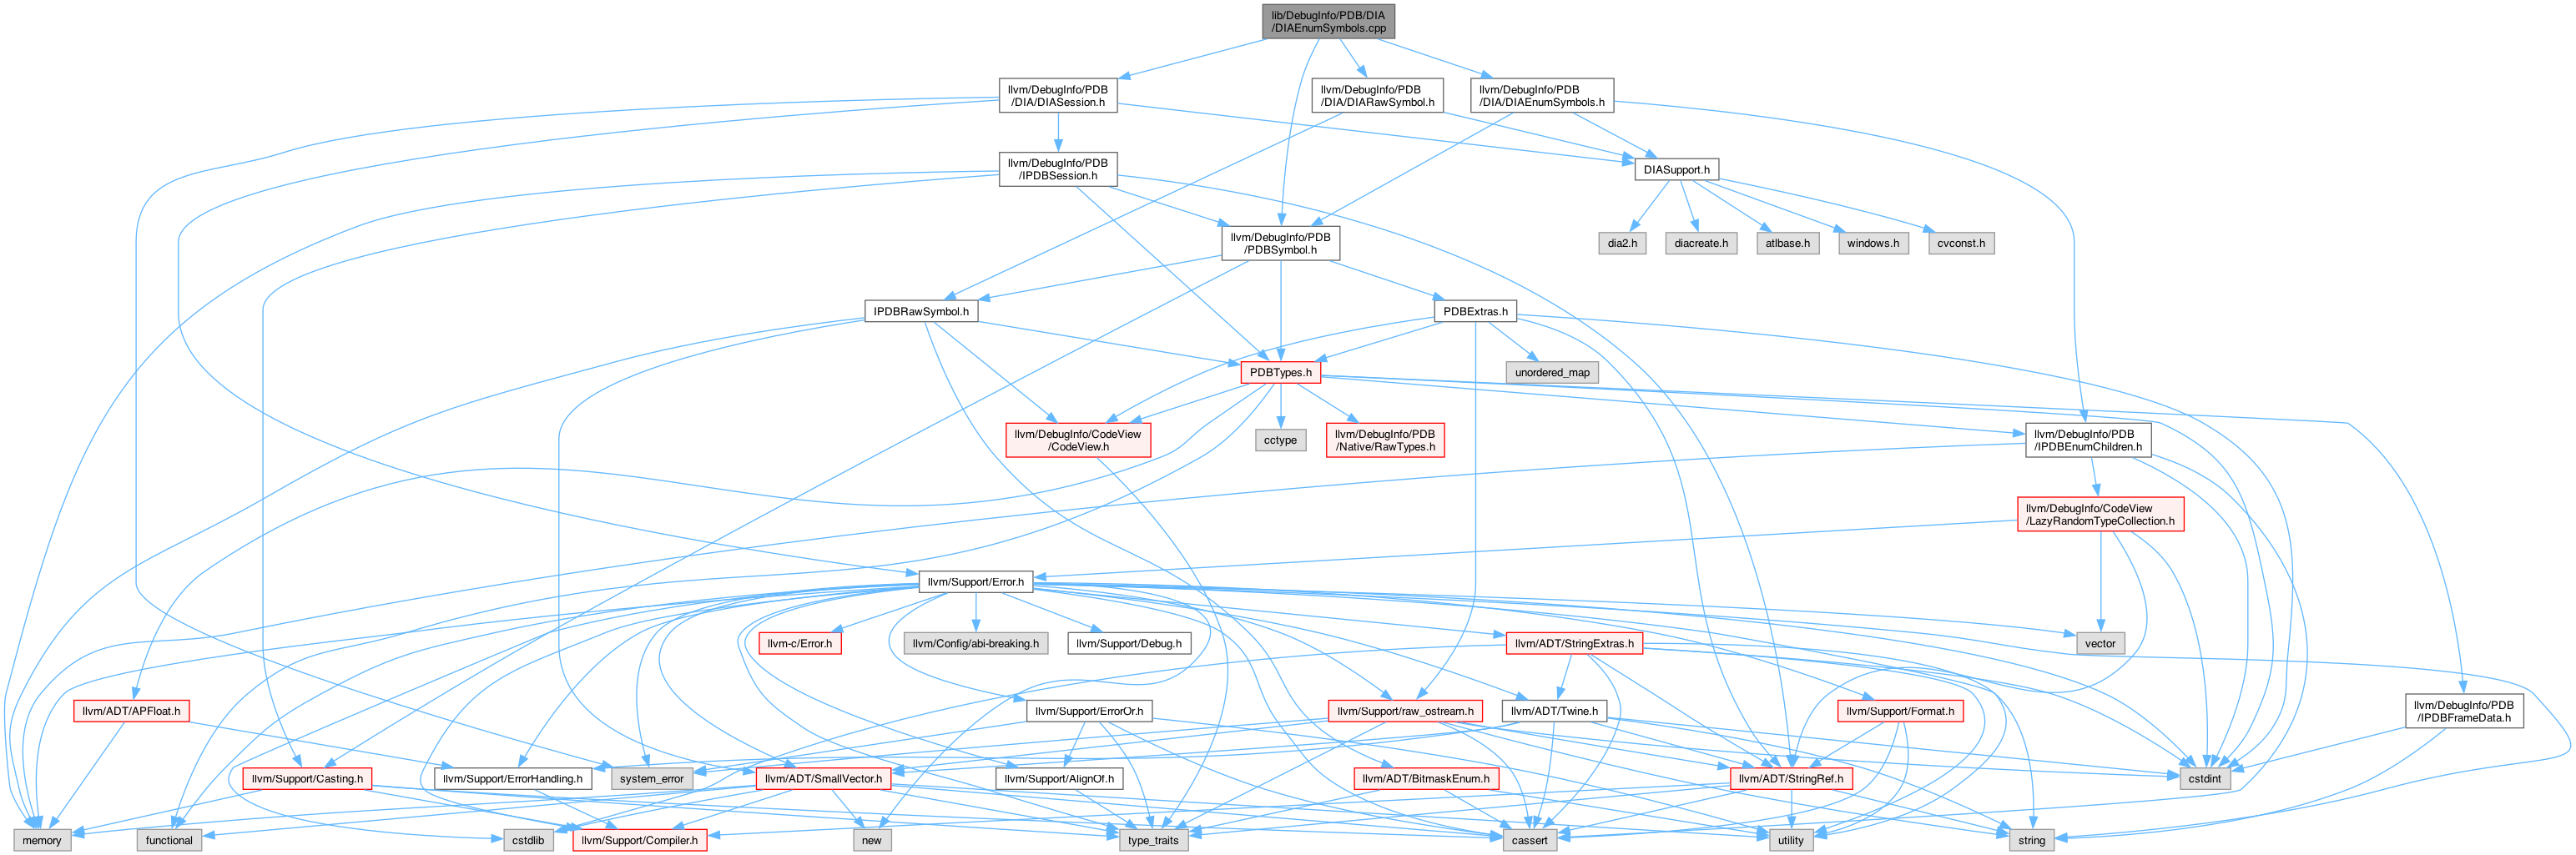 lib/DebugInfo/PDB/DIA
/DIAEnumSymbols.cpp
llvm/DebugInfo/PDB
/DIA/DIASession.h
llvm/DebugInfo/PDB
/DIA/DIARawSymbol.h
llvm/DebugInfo/PDB
/DIA/DIAEnumSymbols.h
llvm/DebugInfo/PDB
/IPDBSession.h
DIASupport.h
llvm/DebugInfo/PDB
/PDBSymbol.h
dia2.h
diacreate.h
atlbase.h
windows.h
cvconst.h
IPDBRawSymbol.h
PDBExtras.h
PDBTypes.h
unordered_map
llvm/DebugInfo/CodeView
/CodeView.h
cctype
llvm/DebugInfo/PDB
/Native/RawTypes.h
llvm/DebugInfo/PDB
/IPDBEnumChildren.h
llvm/DebugInfo/CodeView
/LazyRandomTypeCollection.h
llvm/Support/Error.h
llvm-c/Error.h
llvm/Config/abi-breaking.h
llvm/Support/Debug.h
llvm/ADT/StringExtras.h
vector
llvm/ADT/APFloat.h
llvm/Support/ErrorOr.h
llvm/Support/raw_ostream.h
llvm/ADT/Twine.h
llvm/Support/Format.h
llvm/DebugInfo/PDB
/IPDBFrameData.h
llvm/Support/Casting.h
llvm/Support/ErrorHandling.h
system_error
llvm/ADT/SmallVector.h
llvm/Support/AlignOf.h
llvm/ADT/BitmaskEnum.h
llvm/ADT/StringRef.h
cstdint
memory
functional
cstdlib
llvm/Support/Compiler.h
new
type_traits
cassert
utility
string